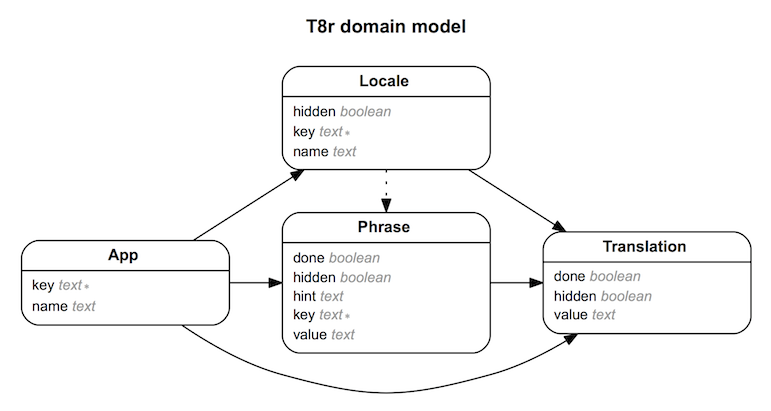 T8r domain model
Locale
hidden boolean
key text*
name text
App
key text*
name text
Phrase
done boolean
hidden boolean
hint text
key text*
value text
Translation
done boolean
hidden boolean
value text